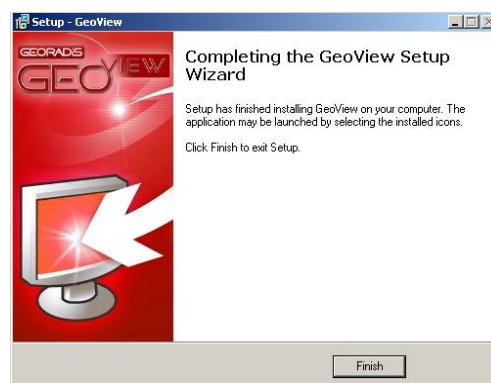 Setup - GeoView
GEORADIS
GEOVIEW
Completing the GeoView Setup
Wizard
Setup has finished installing GeoView on your computer. The
application may be launched by selecting the installed icons.
Click Finish to exit Setup.
Finish